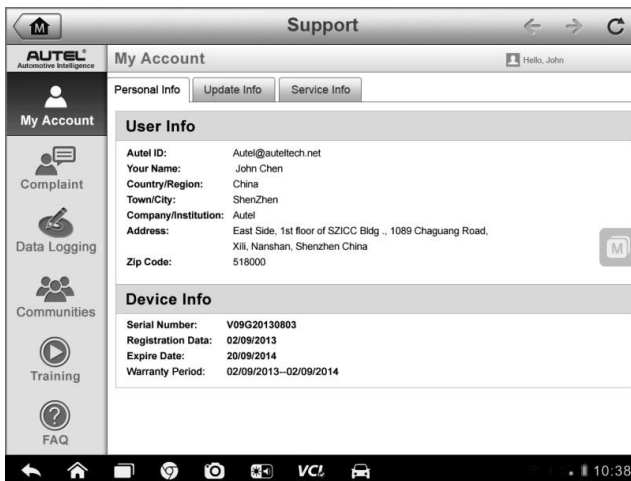 M
Support
AUTEL®
Automotive Intelligence
My Account
Hello, John
My Account
Complaint
Data Logging
Communities
Training
FAQ
Personal Info
Update Info
Service Info
User Info
Autel ID: Autel@auteltech.net
Your Name: John Chen
Country/Region: China
Town/City: ShenZhen
Company/Institution: Autel
Address: East Side, 1st floor of SZICC Bldg ., 1089 Chaguang Road,
Xili, Nanshan, Shenzhen China
Zip Code: 518000
M
Device Info
Serial Number: V09G20130803
Registration Data: 02/09/2013
Expire Date: 20/09/2014
Warranty Period: 02/09/2013--02/09/2014
VCI
10:38